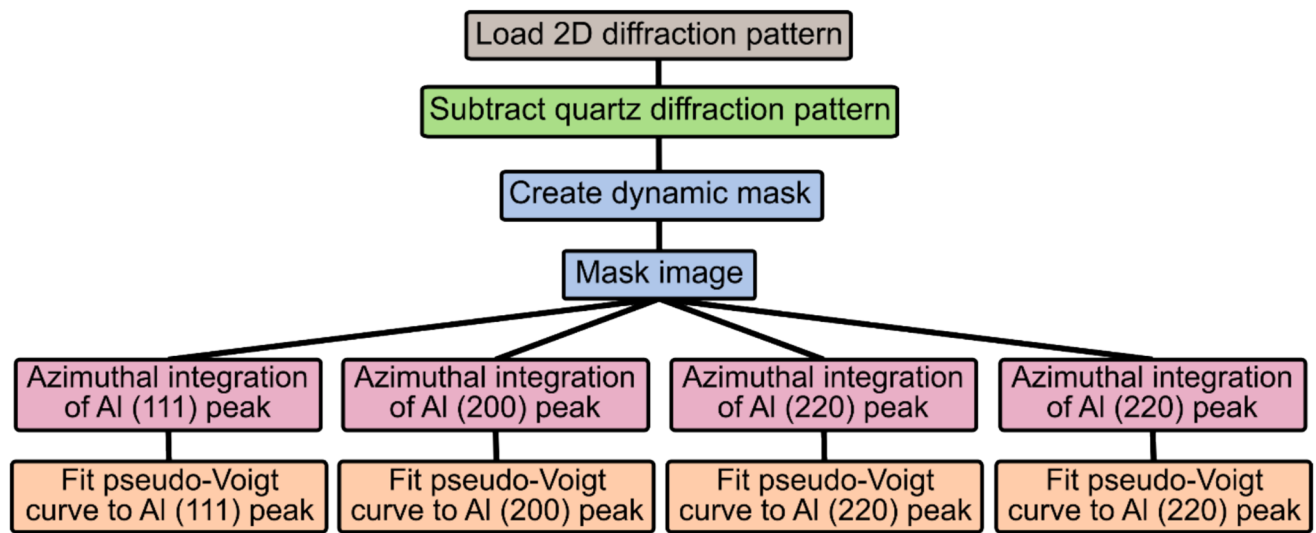 Load 2D diffraction pattern
Subtract quartz diffraction pattern
Create dynamic mask
Mask image
Azimuthal integration
of Al (111) peak
Azimuthal integration
of Al (200) peak
Azimuthal integration
of Al (220) peak
Azimuthal integration
of Al (220) peak
Fit pseudo-Voigt
curve to Al (111) peak
Fit pseudo-Voigt
curve to Al (200) peak
Fit pseudo-Voigt
curve to Al (220) peak
Fit pseudo-Voigt
curve to Al (220) peak